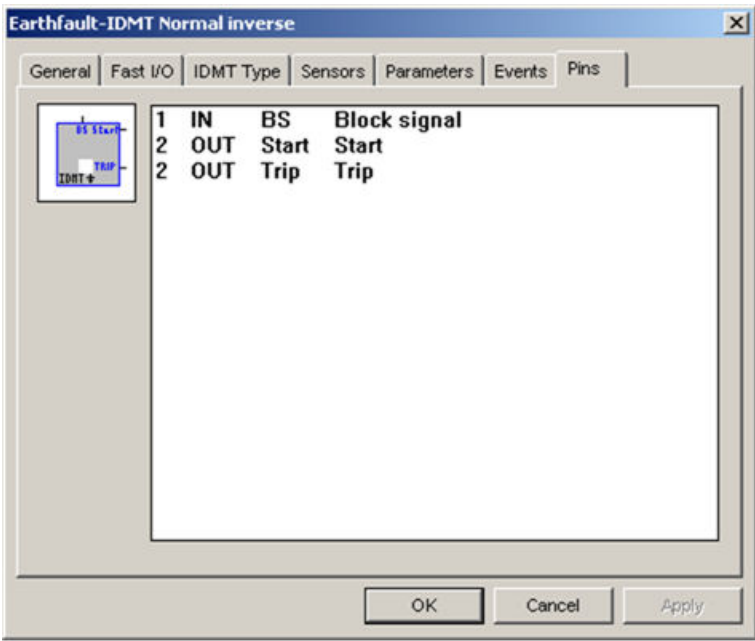 Earthfault-IDMT Normal inverse
General Fast I/O IDMT Type Sensors Parameters Events Pins
BS Start
TRIP
IDMT
1 IN BS Block signal
2 OUT Start Start
2 OUT Trip Trip
OK Cancel Apply